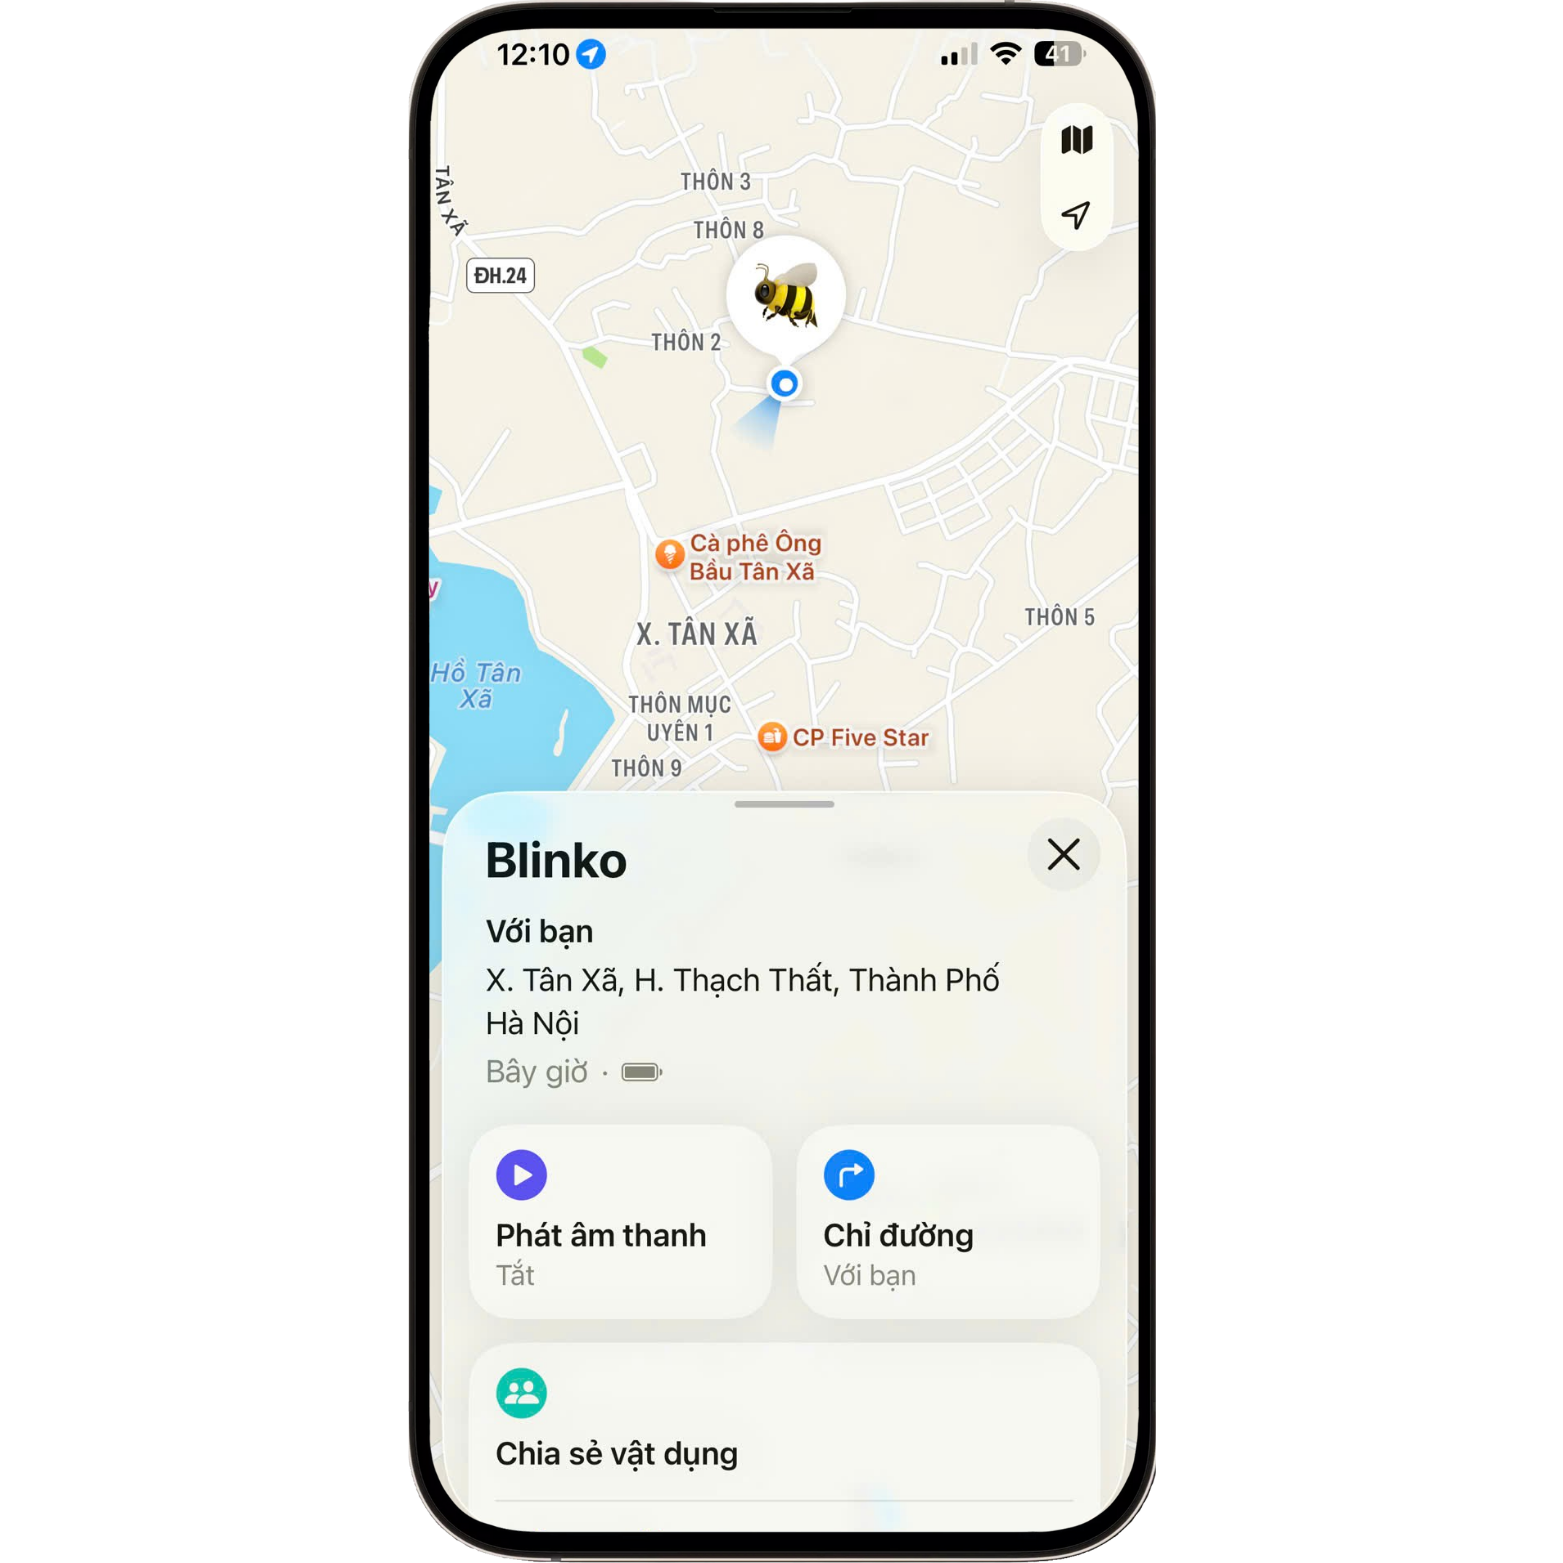 12:10
41
TÂN XÃ
THÔN 3
THÔN 8
ĐH.24
THÔN 2
Cà phê Ông
Bầu Tân Xã
X. TÂN XÃ
THÔN 5
Hồ Tân
Xã
THÔN MỤC
UYÊN 1
CP Five Star
THÔN 9
Blinko
Với bạn
X. Tân Xã, H. Thạch Thất, Thành Phố
Hà Nội
Bây giờ ·
Phát âm thanh
Tắt
Chỉ đường
Với bạn
Chia sẻ vật dụng